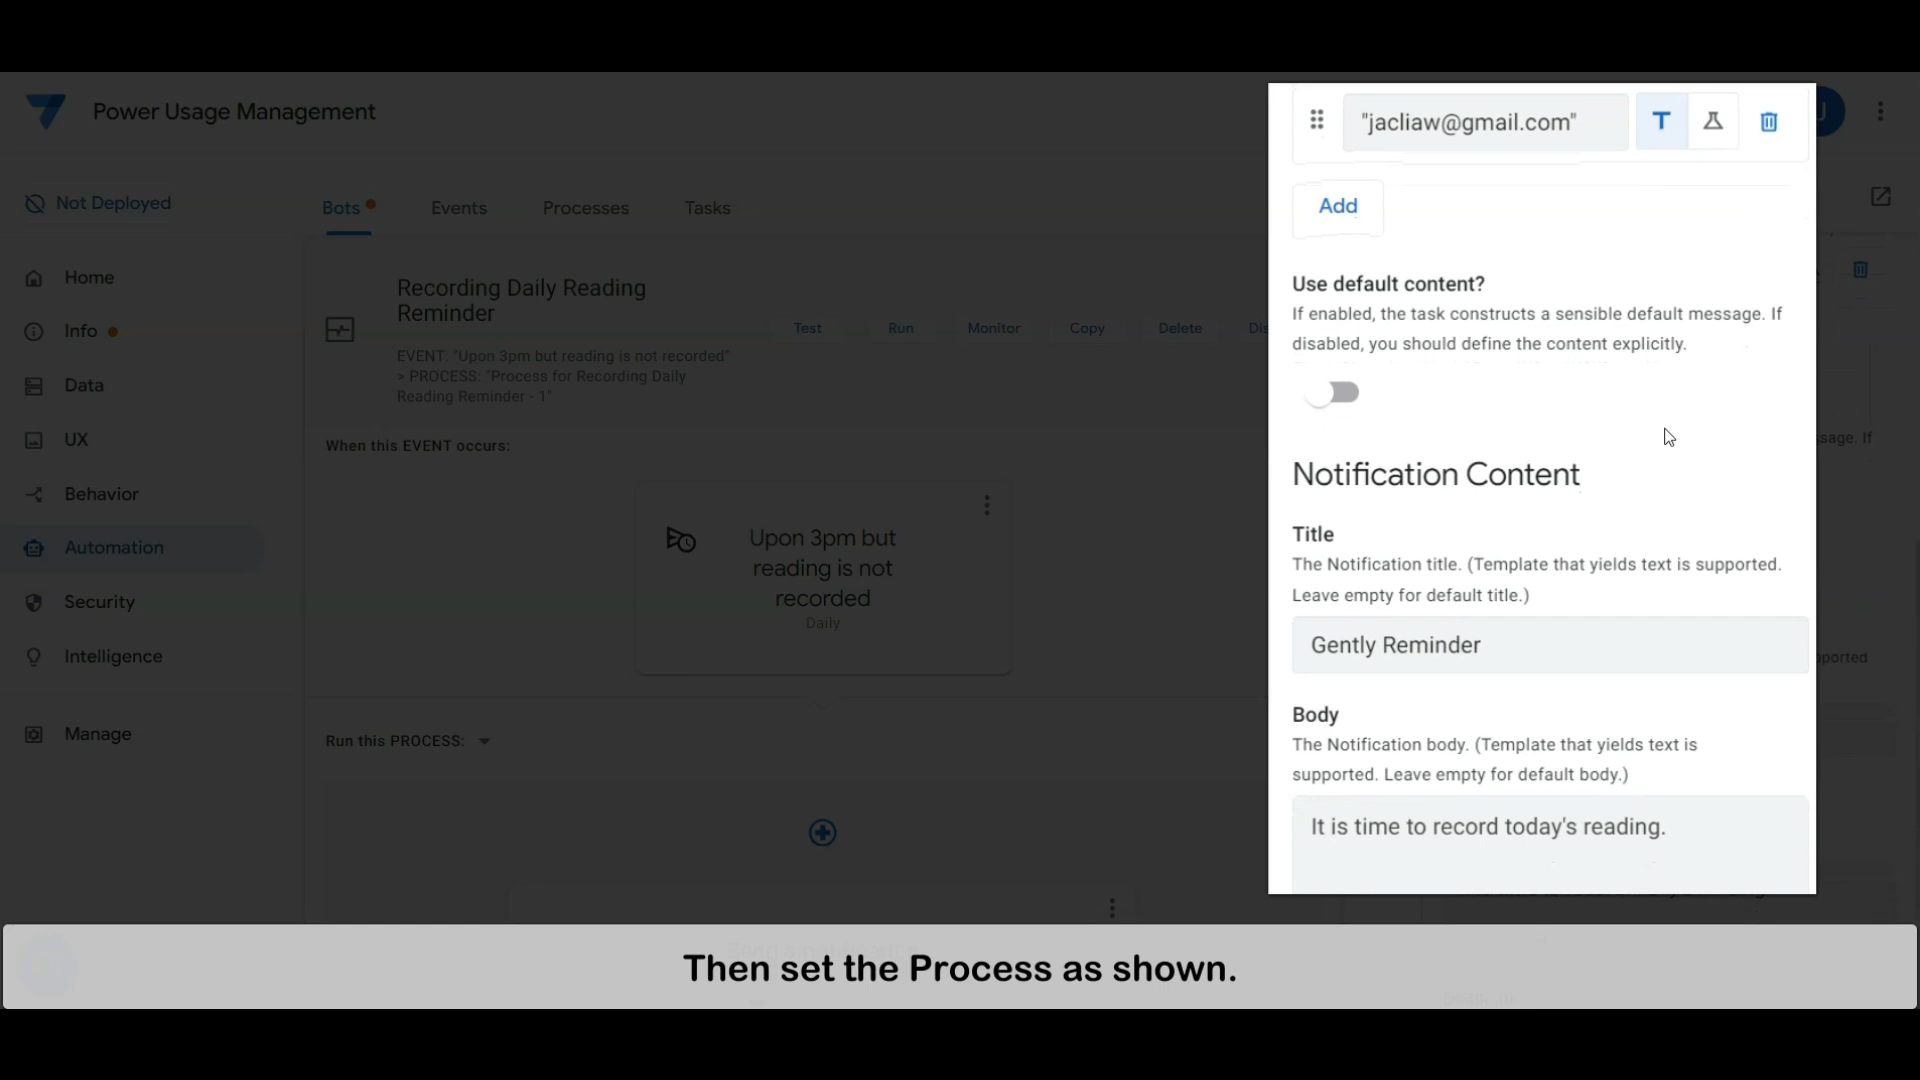 Power Usage Management
Not Deployed
Home
Info
Data
UX
Behavior
Automation
Security
Intelligence
Manage
Bots
Events
Processes
Tasks
Recording Daily Reading
Reminder
EVENT: "Upon 3pm but reading is not recorded"
> PROCESS: "Process for Recording Daily
Reading Reminder - 1"
Test
Run
Monitor
Copy
Delete
When this EVENT occurs:
Upon 3pm but
reading is not
recorded
Daily
Run this PROCESS:
"jacliaw@gmail.com"
Add
Use default content?
If enabled, the task constructs a sensible default message. If
disabled, you should define the content explicitly.
Notification Content
Title
The Notification title. (Template that yields text is supported.
Leave empty for default title.)
Gently Reminder
Body
The Notification body. (Template that yields text is
supported. Leave empty for default body.)
It is time to record today's reading.
Then set the Process as shown.